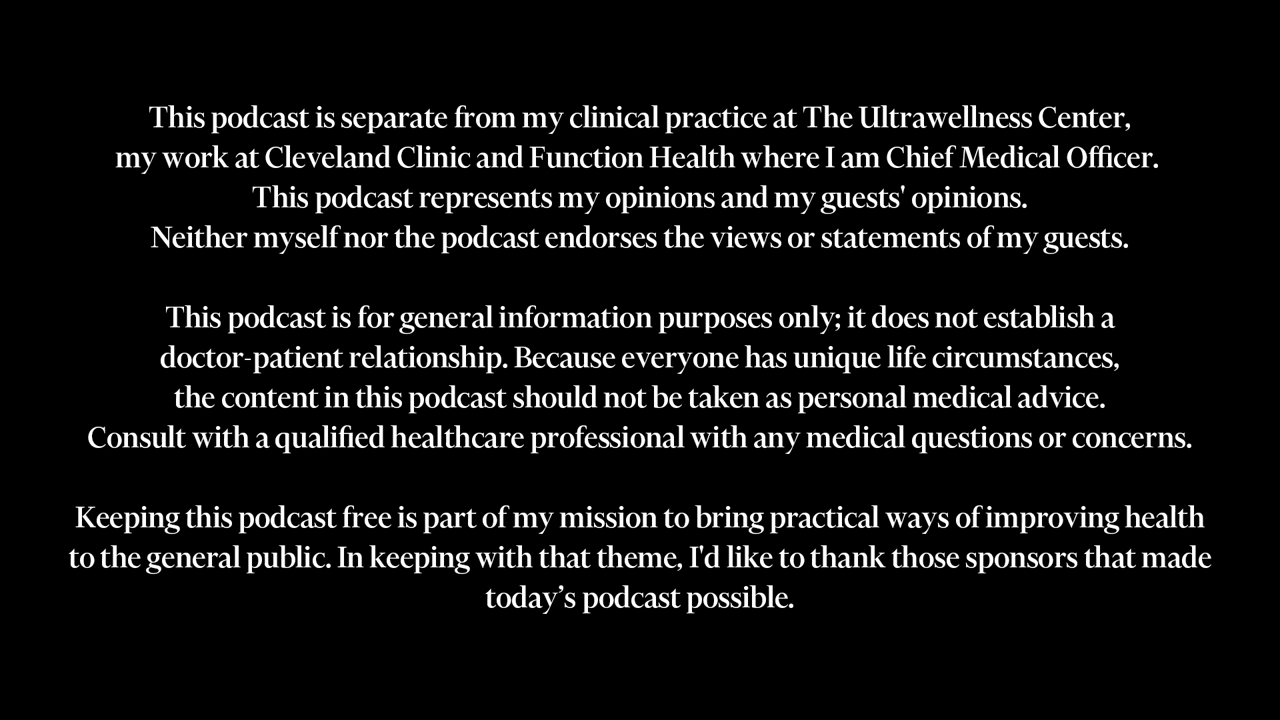 This podcast is separate from my clinical practice at The Ultrawellness Center,
my work at Cleveland Clinic and Function Health where I am Chief Medical Officer.
This podcast represents my opinions and my guests' opinions.
Neither myself nor the podcast endorses the views or statements of my guests.
This podcast is for general information purposes only; it does not establish a
doctor-patient relationship. Because everyone has unique life circumstances,
the content in this podcast should not be taken as personal medical advice.
Consult with a qualified healthcare professional with any medical questions or concerns.
Keeping this podcast free is part of my mission to bring practical ways of improving health
to the general public. In keeping with that theme, I'd like to thank those sponsors that made
today’s podcast possible.